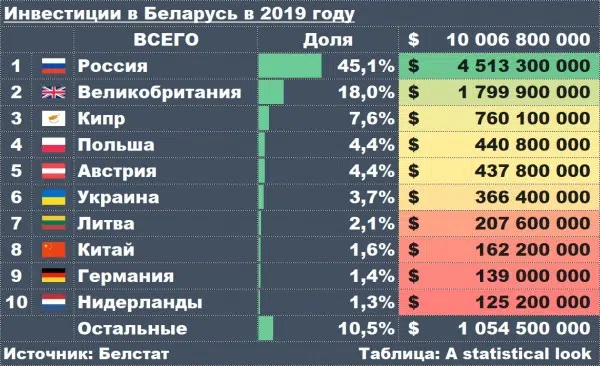 Инвестиции в Беларусь в 2019 году
ВСЕГО Доля $ 10 006 800 000
1 Россия 45,1% $ 4 513 300 000
2 Великобритания 18,0% $ 1 799 900 000
3 Кипр 7,6% $ 760 100 000
4 Польша 4,4% $ 440 800 000
5 Австрия 4,4% $ 437 800 000
6 Украина 3,7% $ 366 400 000
7 Литва 2,1% $ 207 600 000
8 Китай 1,6% $ 162 200 000
9 Германия 1,4% $ 139 000 000
10 Нидерланды 1,3% $ 125 200 000
Остальные 10,5% $ 1 054 500 000
Источник: Белстат Таблица: A statistical look